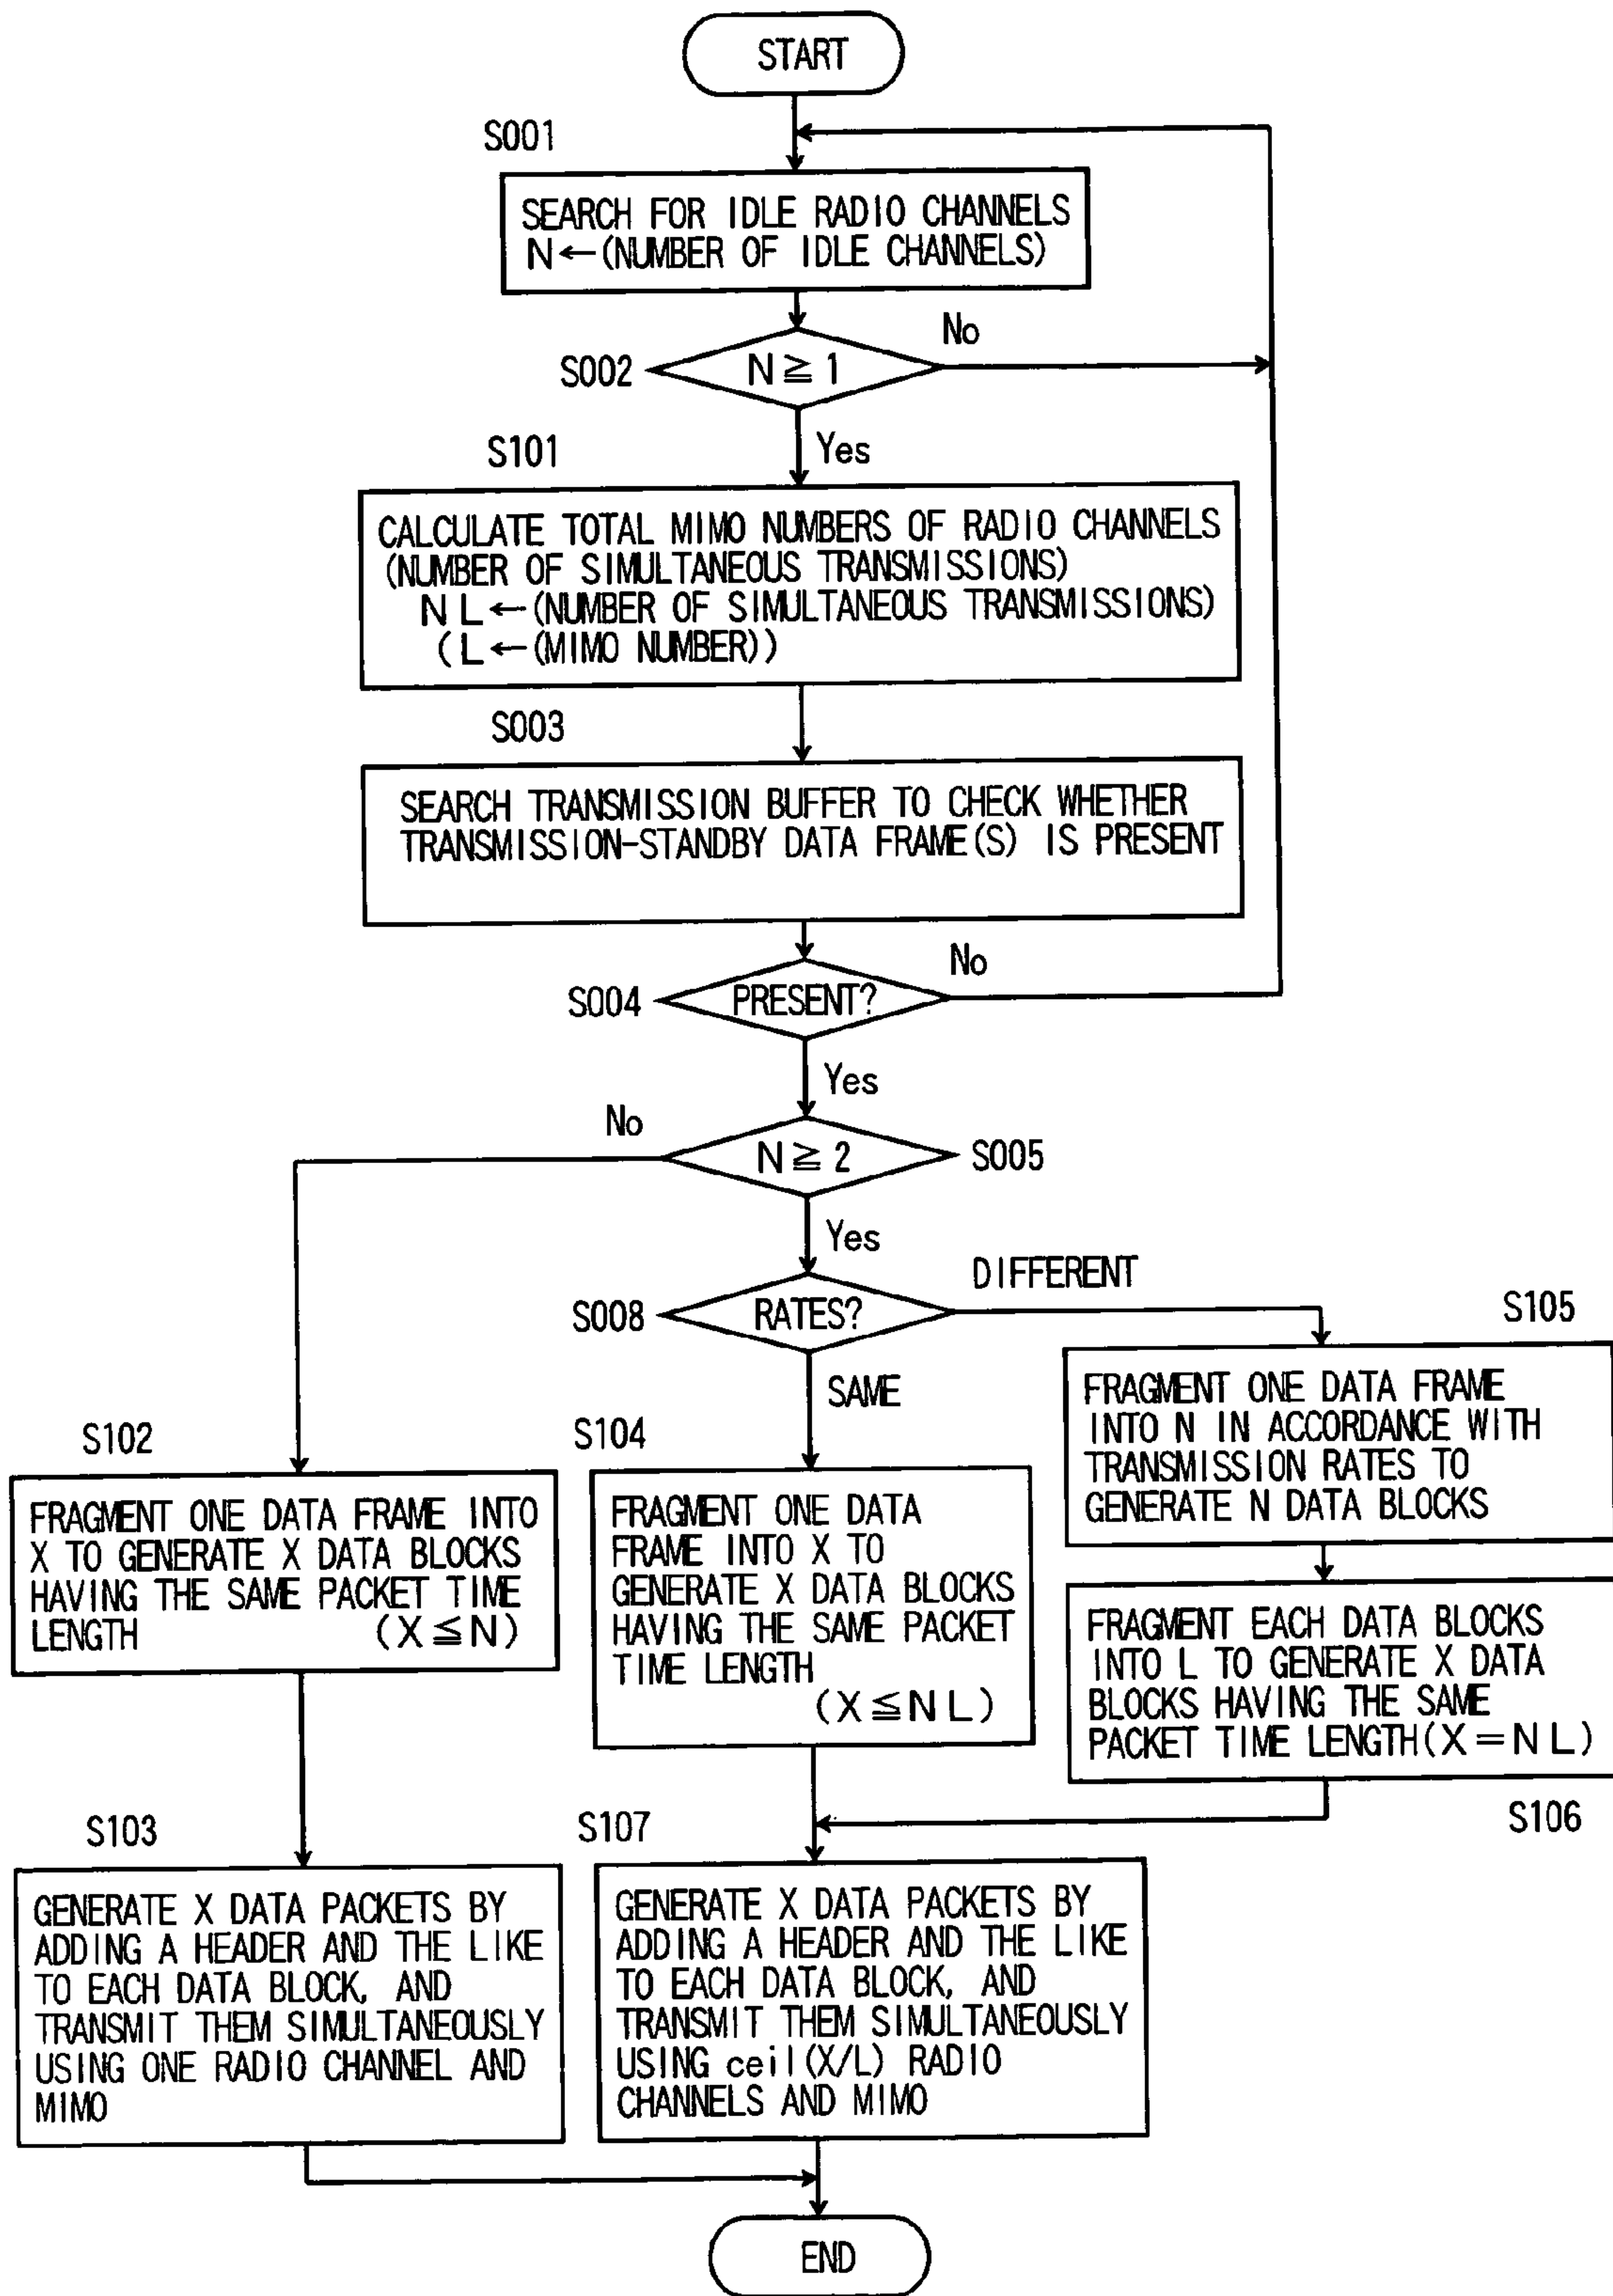 START
S001
SEARCH FOR IDLE RADIO CHANNELS
N←(NUMBER OF IDLE CHANNELS)
S002
N≧1
No
Yes
S101
CALCULATE TOTAL MIMO NUMBERS OF RADIO CHANNELS
(NUMBER OF SIMULTANEOUS TRANSMISSIONS)
NL←(NUMBER OF SIMULTANEOUS TRANSMISSIONS)
(L←(MIMO NUMBER))
S003
SEARCH TRANSMISSION BUFFER TO CHECK WHETHER
TRANSMISSION-STANDBY DATA FRAME(S) IS PRESENT
S004
PRESENT?
No
Yes
No
N≧2
S005
Yes
S008
RATES?
DIFFERENT
SAME
S102
FRAGMENT ONE DATA FRAME INTO
X TO GENERATE X DATA BLOCKS
HAVING THE SAME PACKET TIME
LENGTH (X≦N)
S104
FRAGMENT ONE DATA
FRAME INTO X TO
GENERATE X DATA BLOCKS
HAVING THE SAME PACKET
TIME LENGTH
(X≦NL)
S105
FRAGMENT ONE DATA FRAME
INTO N IN ACCORDANCE WITH
TRANSMISSION RATES TO
GENERATE N DATA BLOCKS
FRAGMENT EACH DATA BLOCKS
INTO L TO GENERATE X DATA
BLOCKS HAVING THE SAME
PACKET TIME LENGTH(X=NL)
S106
S103
GENERATE X DATA PACKETS BY
ADDING A HEADER AND THE LIKE
TO EACH DATA BLOCK, AND
TRANSMIT THEM SIMULTANEOUSLY
USING ONE RADIO CHANNEL AND
MIMO
S107
GENERATE X DATA PACKETS BY
ADDING A HEADER AND THE LIKE
TO EACH DATA BLOCK, AND
TRANSMIT THEM SIMULTANEOUSLY
USING ceil(X/L) RADIO
CHANNELS AND MIMO
END